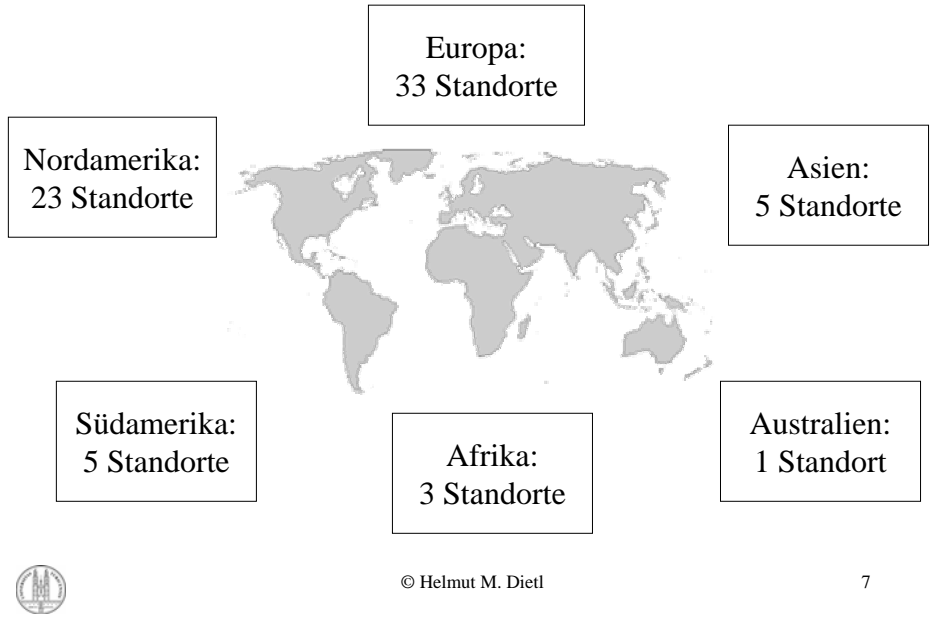 Europa:
33 Standorte
Nordamerika:
23 Standorte
Asien:
5 Standorte
Südamerika:
5 Standorte
Afrika:
3 Standorte
Australien:
1 Standort
© Helmut M. Dietl
7